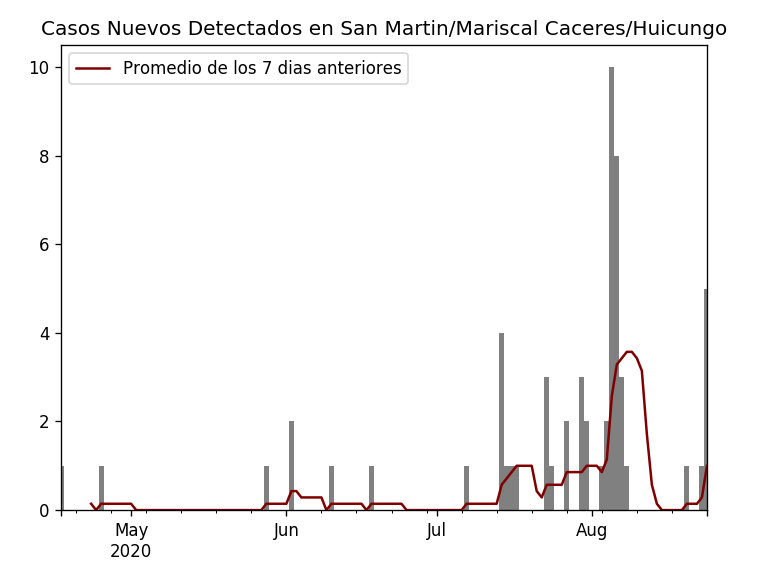 Casos Nuevos Detectados en San Martin/Mariscal Caceres/Huicungo
Promedio de los 7 dias anteriores
10
8
6
4
2
0
May
2020
Jun
Jul
Aug